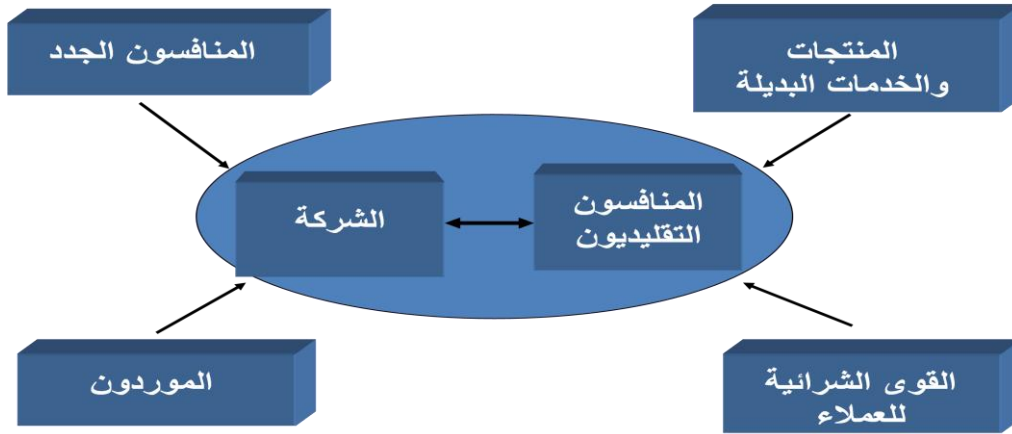 المنتجات
والخدمات البديلة
المنافسون الجدد
المنافسون
التقليديون
الشركة
القوى الشرائية
للعملاء
الموردون